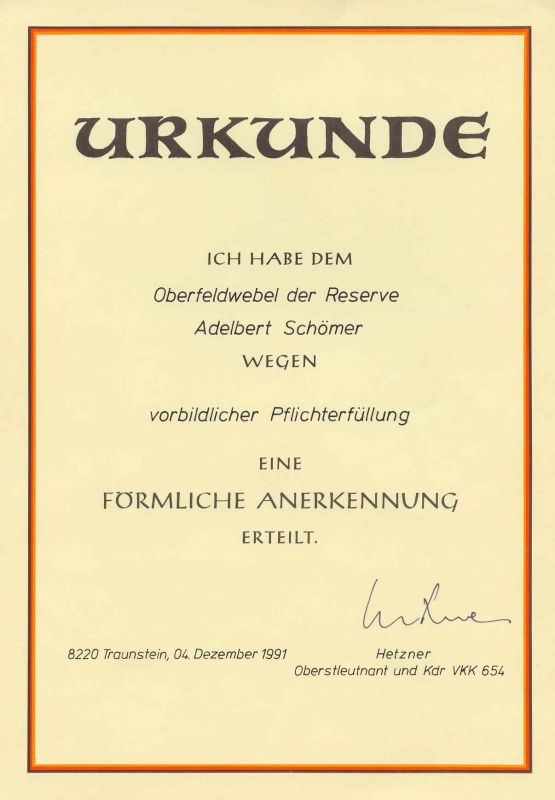 URKUNDE
ICH HABE DEM
Oberfeldwebel der Reserve
Adelbert Schömer
WEGEN
vorbildlicher Pflichterfüllung
EINE
FÖRMLICHE ANERKENNUNG
ERTEILT.
8220 Traunstein, 04. Dezember 1991
Hetzner
Oberstleutnant und Kdr VKK 654